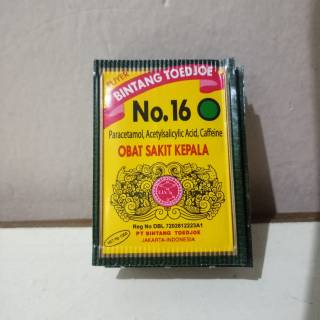 PUYER
BINTANG TOEDJOE
No.16
Paracetamol, Acetylsalicylic Acid, Caffeine
OBAT SAKIT KEPALA
Reg No DBL 7202812223A1
PT BINTANG TOEDJOE
JAKARTA-INDONESIA